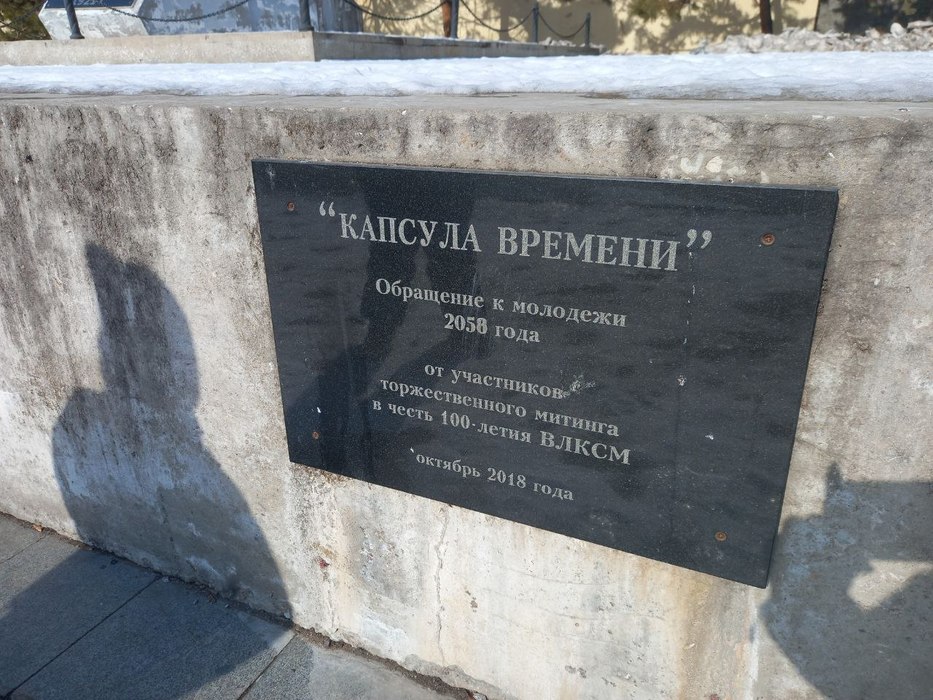 “КАПСУЛА ВРЕМЕНИ”
Обращение к молодежи
2058 года
от участников
торжественного митинга
в честь 100-летия ВЛКСМ
октябрь 2018 года